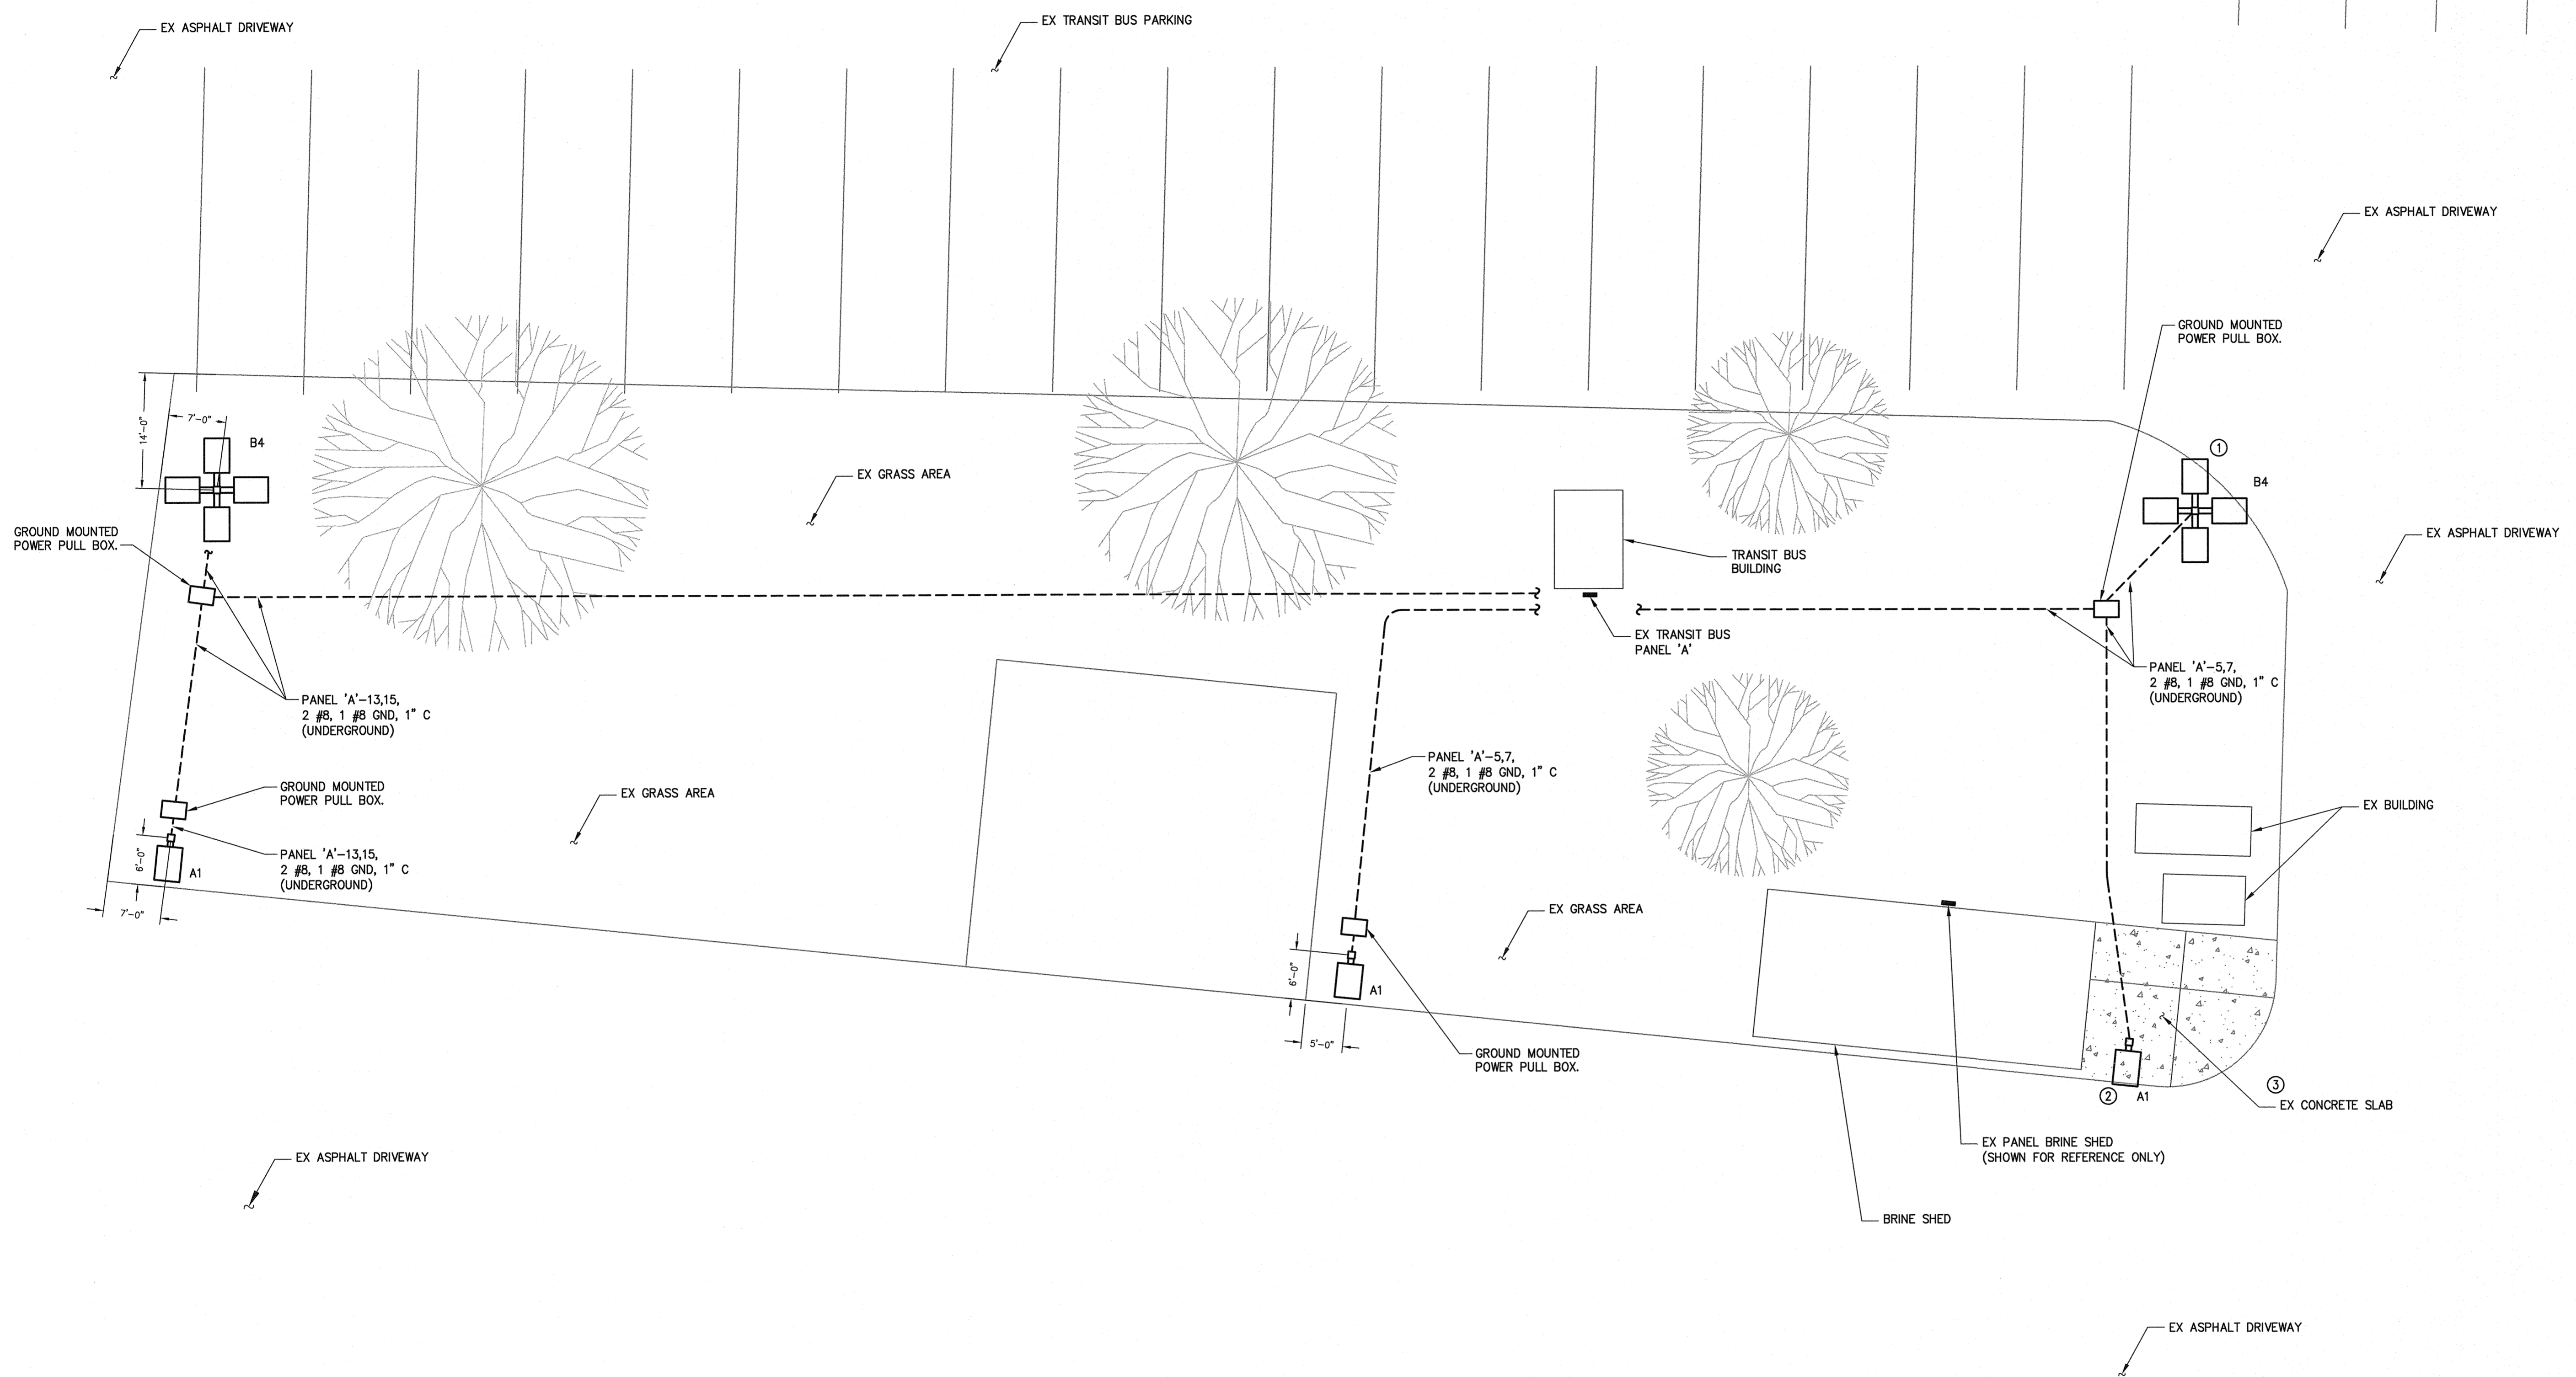 EX ASPHALT DRIVEWAY
EX TRANSIT BUS PARKING
EX ASPHALT DRIVEWAY
GROUND MOUNTED
POWER PULL BOX.
14'-0"
7'-0"
B4
1
B4
EX GRASS AREA
GROUND MOUNTED
POWER PULL BOX.
TRANSIT BUS
BUILDING
EX ASPHALT DRIVEWAY
EX TRANSIT BUS
PANEL 'A'
PANEL 'A'-5,7,
2 #8, 1 #8 GND, 1" C
(UNDERGROUND)
PANEL 'A'-13,15,
2 #8, 1 #8 GND, 1" C
(UNDERGROUND)
PANEL 'A'-5,7,
2 #8, 1 #8 GND, 1" C
(UNDERGROUND)
GROUND MOUNTED
POWER PULL BOX.
EX GRASS AREA
EX BUILDING
PANEL 'A'-13,15,
2 #8, 1 #8 GND, 1" C
(UNDERGROUND)
6'-0"
A1
7'-0"
EX GRASS AREA
6'-0"
A1
5'-0"
GROUND MOUNTED
POWER PULL BOX.
2
A1
3
EX CONCRETE SLAB
EX PANEL BRINE SHED
(SHOWN FOR REFERENCE ONLY)
EX ASPHALT DRIVEWAY
BRINE SHED
EX ASPHALT DRIVEWAY